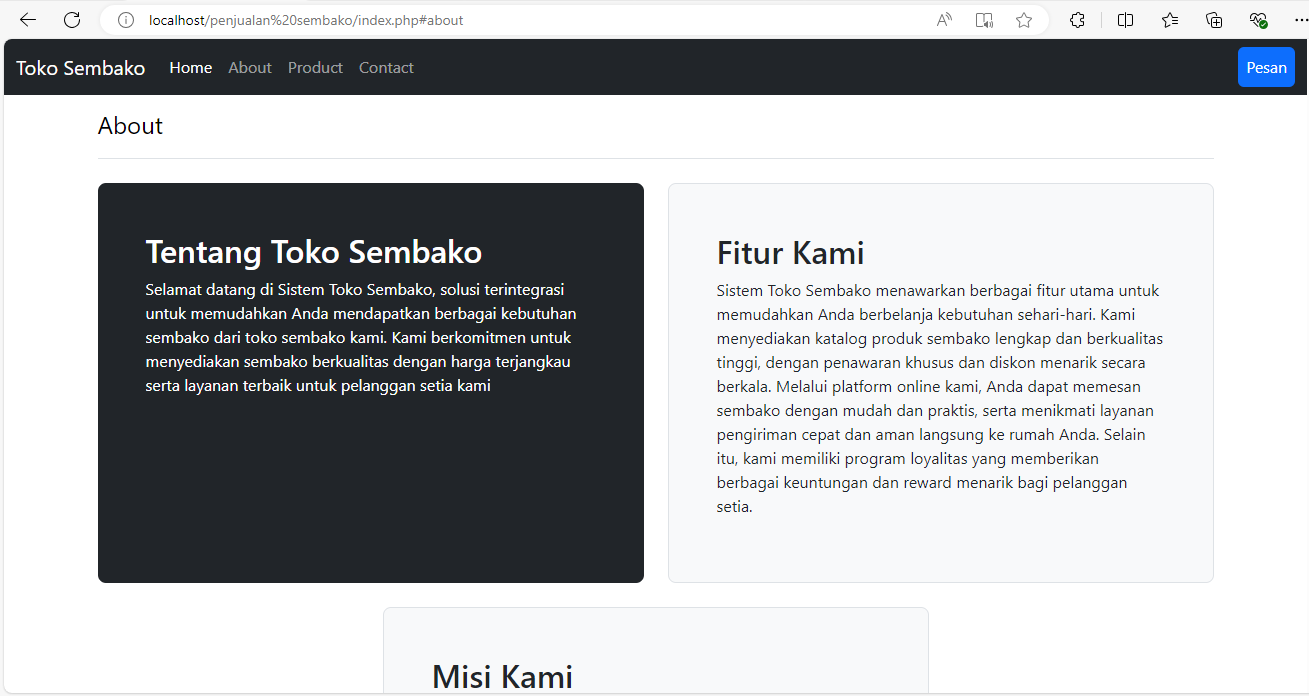 localhost/penjualan%20sembako/index.php#about
Toko Sembako Home About Product Contact Pesan
About
Tentang Toko Sembako
Selamat datang di Sistem Toko Sembako, solusi terintegrasi
untuk memudahkan Anda mendapatkan berbagai kebutuhan
sembako dari toko sembako kami. Kami berkomitmen untuk
menyediakan sembako berkualitas dengan harga terjangkau
serta layanan terbaik untuk pelanggan setia kami
Fitur Kami
Sistem Toko Sembako menawarkan berbagai fitur utama untuk
memudahkan Anda berbelanja kebutuhan sehari-hari. Kami
menyediakan katalog produk sembako lengkap dan berkualitas
tinggi, dengan penawaran khusus dan diskon menarik secara
berkala. Melalui platform online kami, Anda dapat memesan
sembako dengan mudah dan praktis, serta menikmati layanan
pengiriman cepat dan aman langsung ke rumah Anda. Selain
itu, kami memiliki program loyalitas yang memberikan
berbagai keuntungan dan reward menarik bagi pelanggan
setia.
Misi Kami